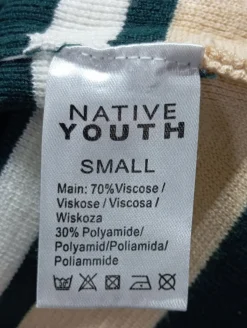 NATIVE
YOUTH
SMALL
Main: 70%Viscose /
Viskose / Viscosa /
Wiskoza
30% Polyamide/
Polyamid/Poliamida/
Poliammide